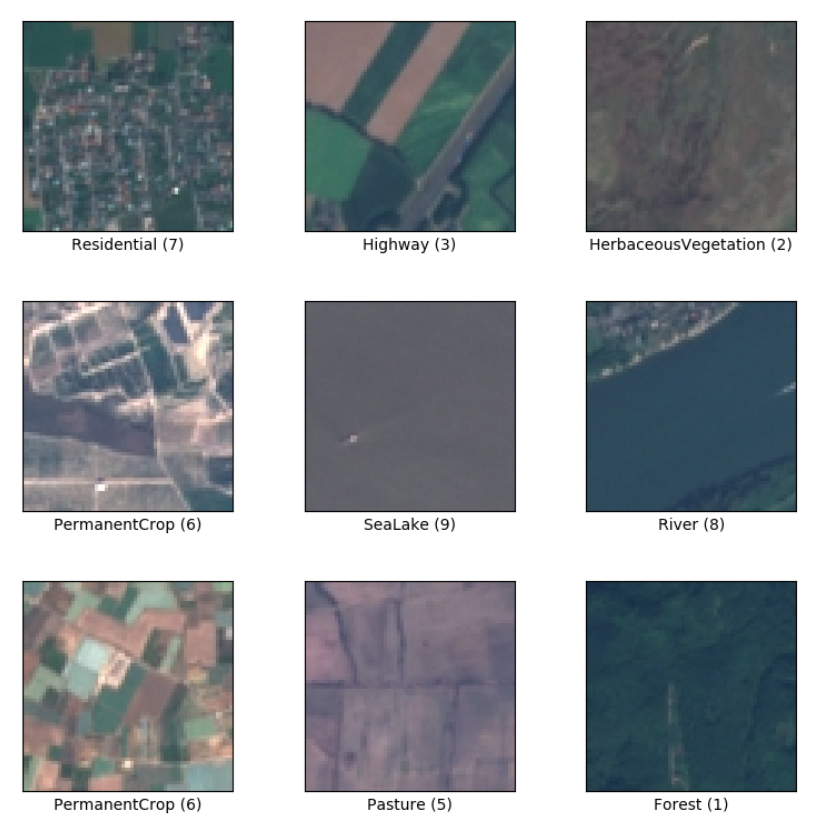 Residential (7)
Highway (3)
HerbaceousVegetation (2)
PermanentCrop (6)
SeaLake (9)
River (8)
PermanentCrop (6)
Pasture (5)
Forest (1)